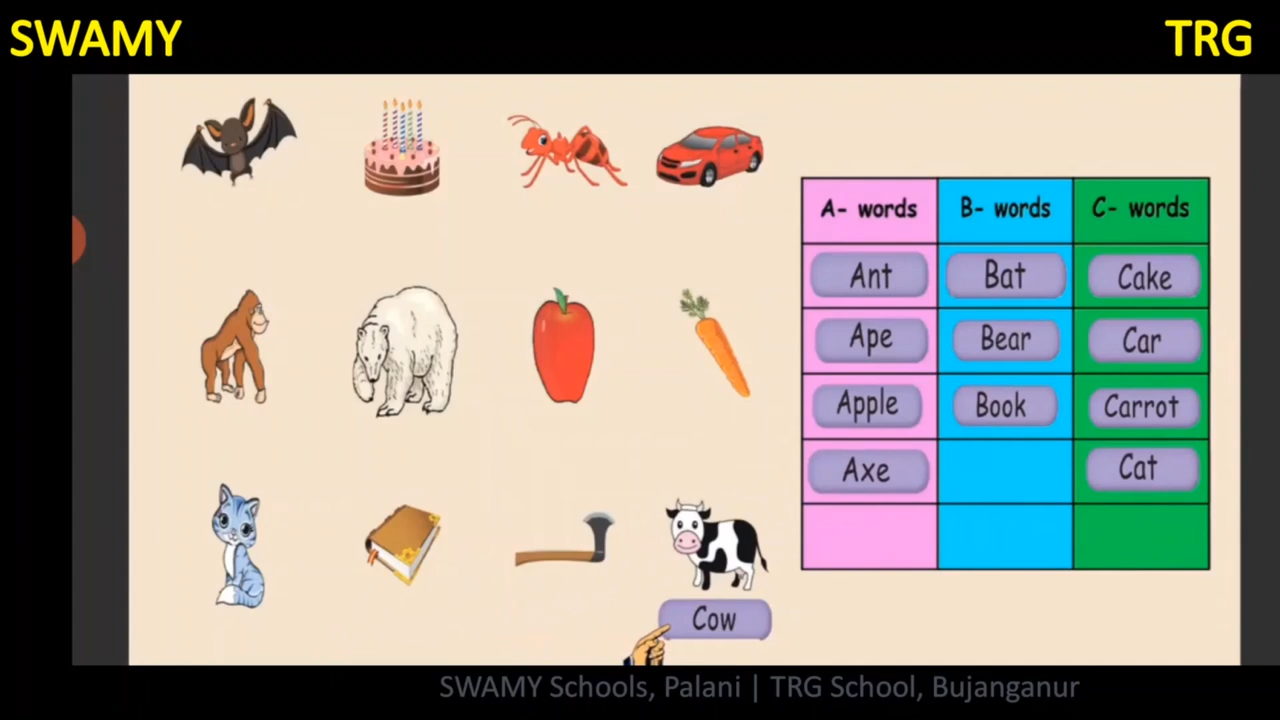 SWAMY
TRG
A- words B- words C- words
Ant Bat Cake
Ape Bear Car
Apple Book Carrot
Axe Cat
Cow
SWAMY Schools, Palani | TRG School, Bujanganur